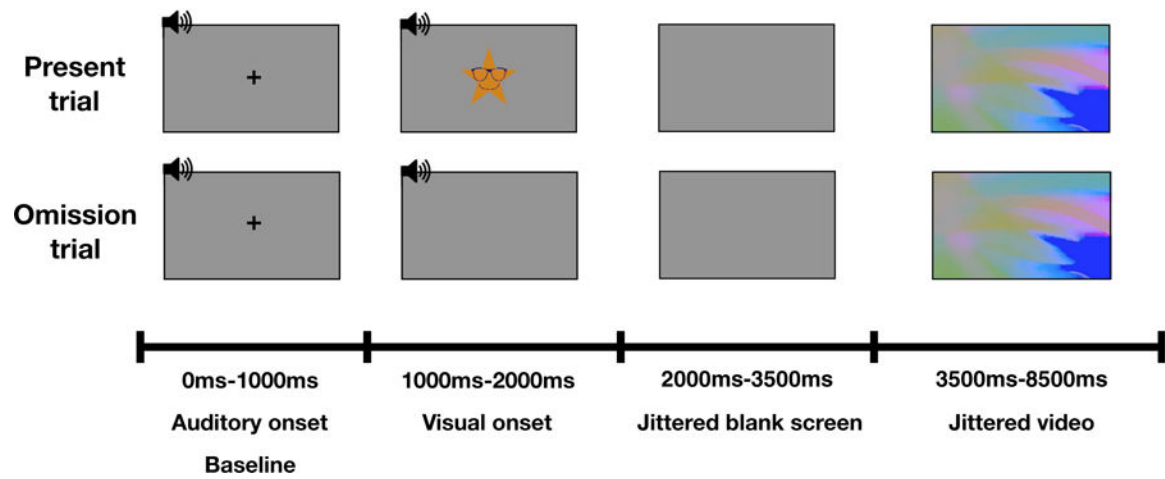 Present
trial
Omission
trial
0ms-1000ms
1000ms-2000ms
2000ms-3500ms
3500ms-8500ms
Auditory onset
Visual onset
Jittered blank screen
Jittered video
Baseline